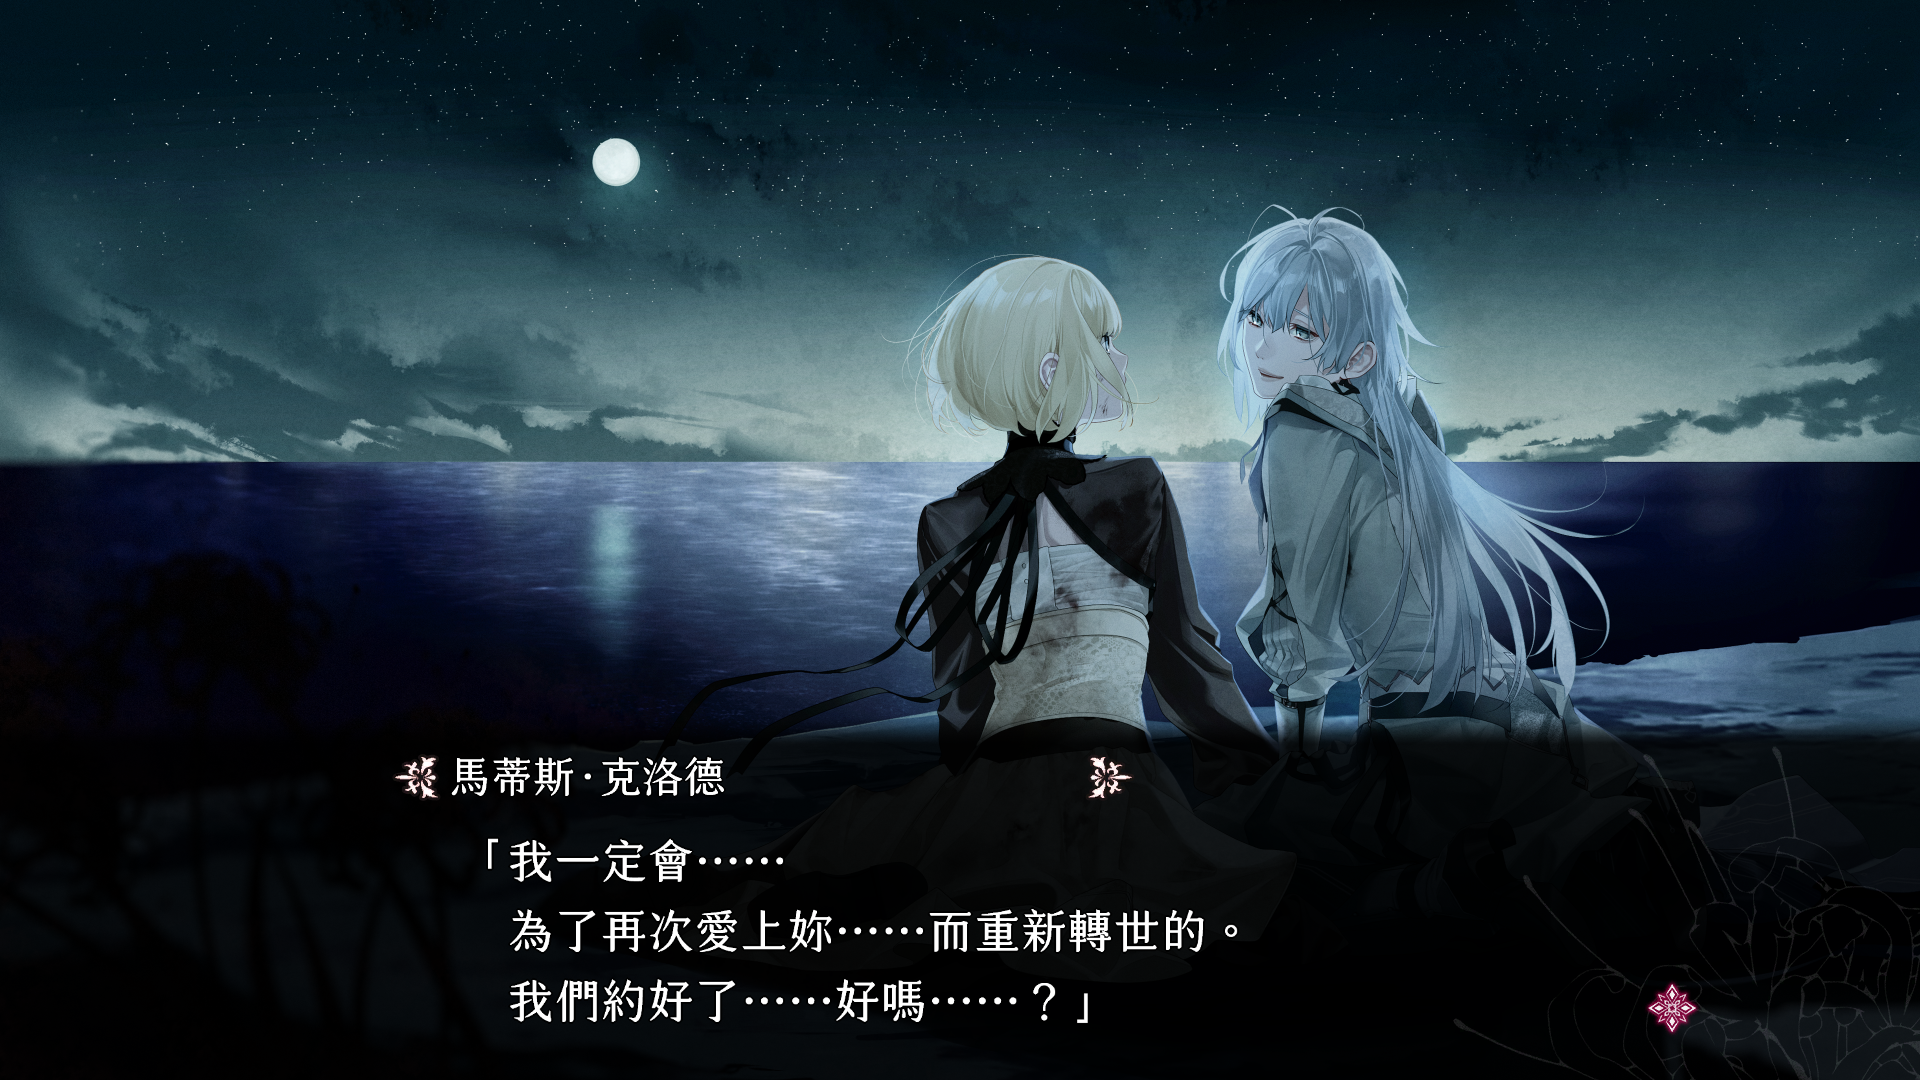 馬蒂斯·克洛德
「我一定會……
為了再次愛上妳……而重新轉世的。
我們約好了……好嗎……？」